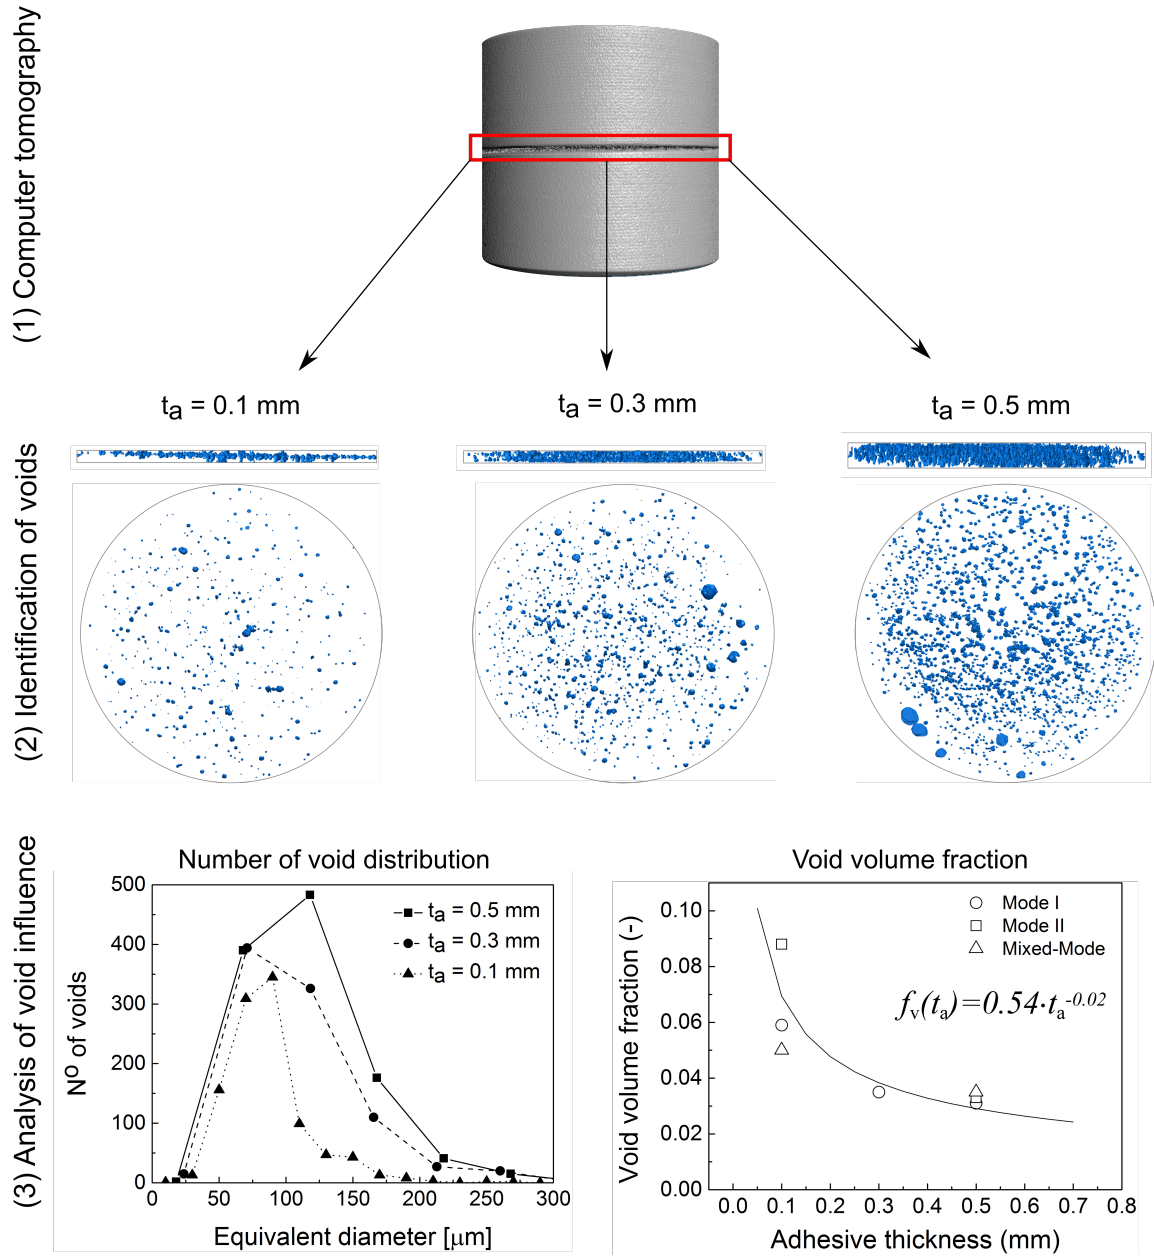 (1) Computer tomography
t_a = 0.1 mm
t_a = 0.3 mm
t_a = 0.5 mm
(2) Identification of voids
(3) Analysis of void influence
Number of void distribution
500
400
300
200
100
0
Nº of voids
t_a = 0.5 mm
t_a = 0.3 mm
t_a = 0.1 mm
0 50 100 150 200 250 300
Equivalent diameter [μm]
Void volume fraction
0.10
0.08
0.06
0.04
0.02
0.00
Void volume fraction (-)
Mode I
Mode II
Mixed-Mode
f_v(t_a)=0.54·t_a^-0.02
0.0 0.1 0.2 0.3 0.4 0.5 0.6 0.7 0.8
Adhesive thickness (mm)